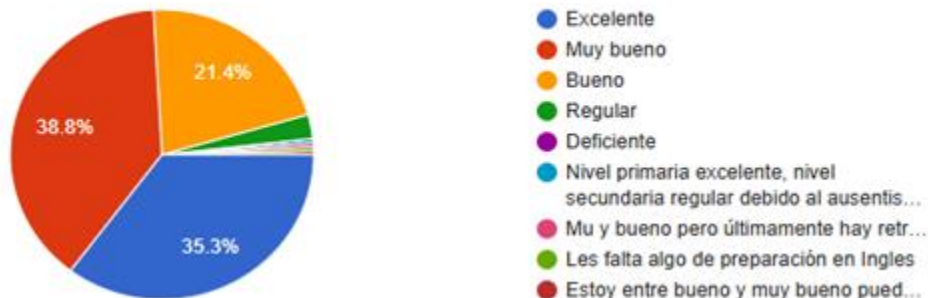 21.4%
38.8%
35.3%
Excelente
Muy bueno
Bueno
Regular
Deficiente
Nivel primaria excelente, nivel
secundaria regular debido al ausentis...
Mu y bueno pero últimamente hay retr...
Les falta algo de preparación en Ingles
Estoy entre bueno y muy bueno pued...